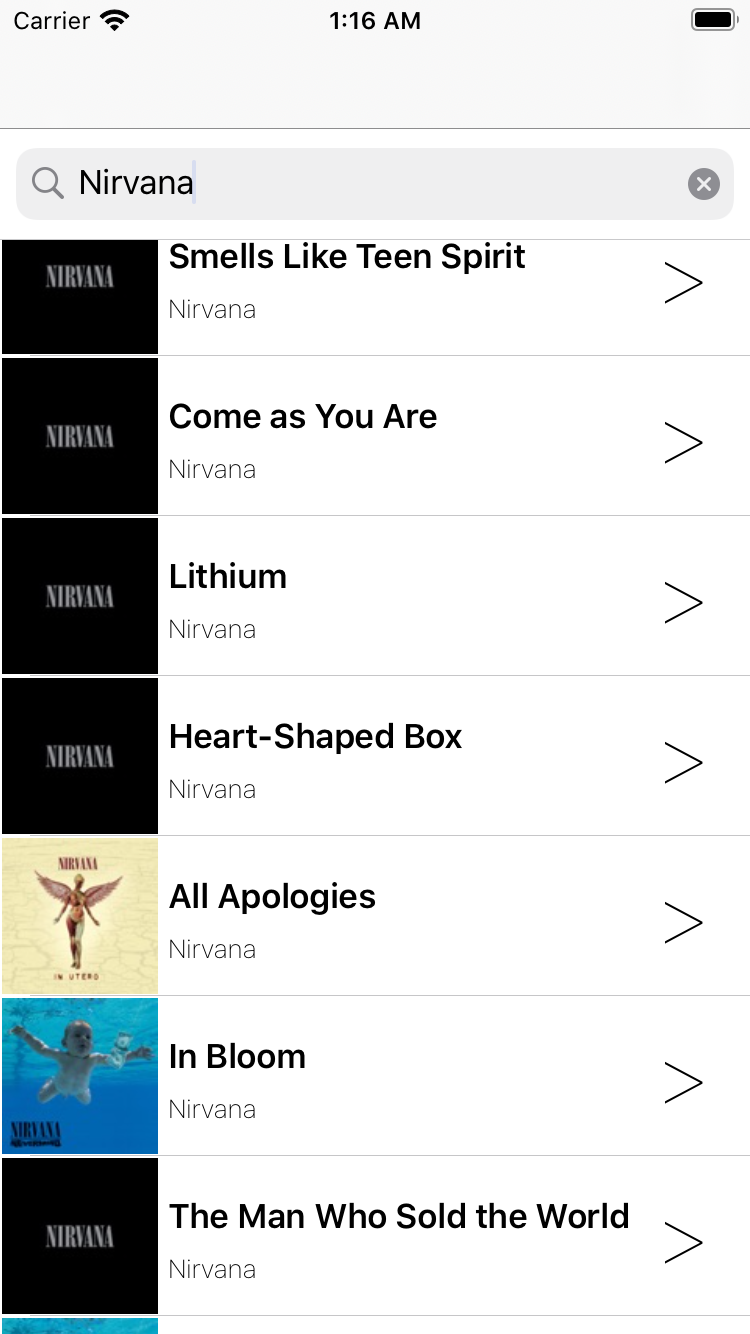 Carrier 1:16 AM
Nirvana
NIRVANA
Smells Like Teen Spirit
Nirvana
NIRVANA
Come as You Are
Nirvana
NIRVANA
Lithium
Nirvana
NIRVANA
Heart-Shaped Box
Nirvana
NIRVANA
IN UTERO
All Apologies
Nirvana
NIRVANA
NEVERMIND
In Bloom
Nirvana
NIRVANA
The Man Who Sold the World
Nirvana